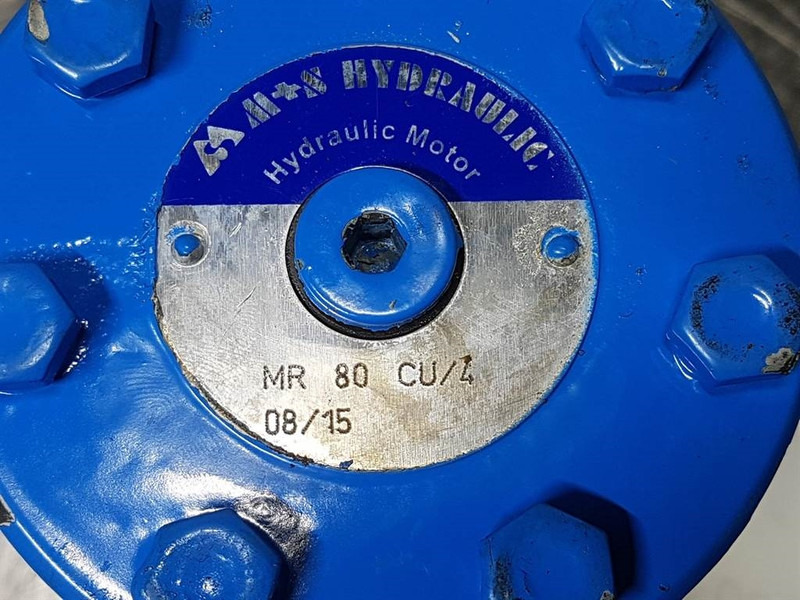 M+S HYDRAULIC
Hydraulic Motor
MR 80 CU/4
08/15